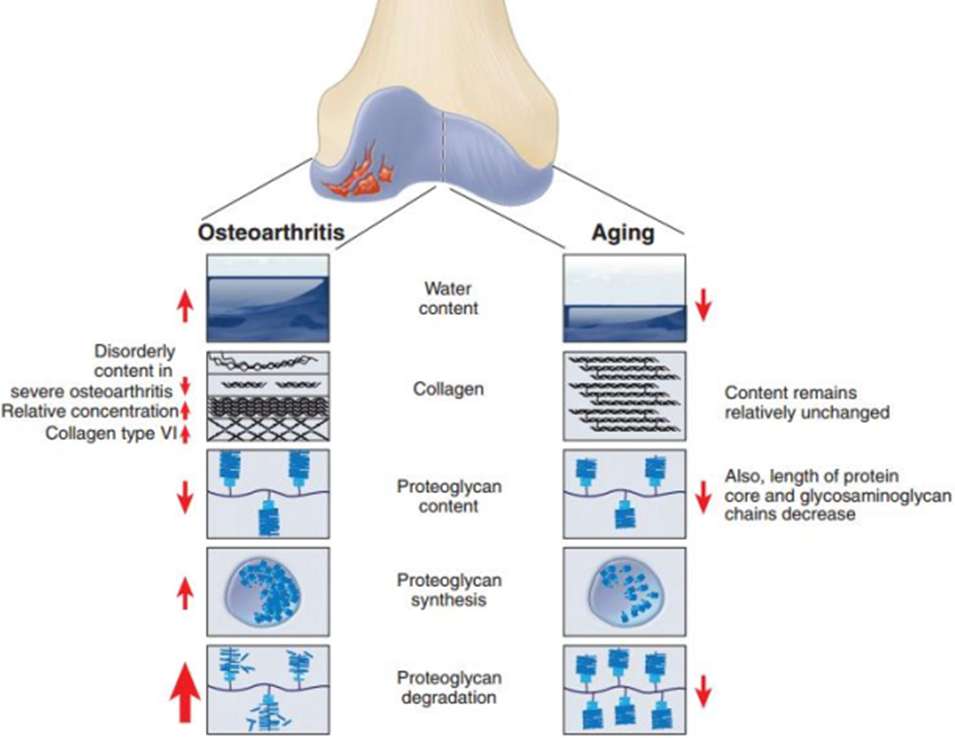 Osteoarthritis
Aging
Water
content
Disorderly
content in
severe osteoarthritis
Relative concentration
Collagen type VI
Collagen
Content remains
relatively unchanged
Proteoglycan
content
Also, length of protein
core and glycosaminoglycan
chains decrease
Proteoglycan
synthesis
Proteoglycan
degradation